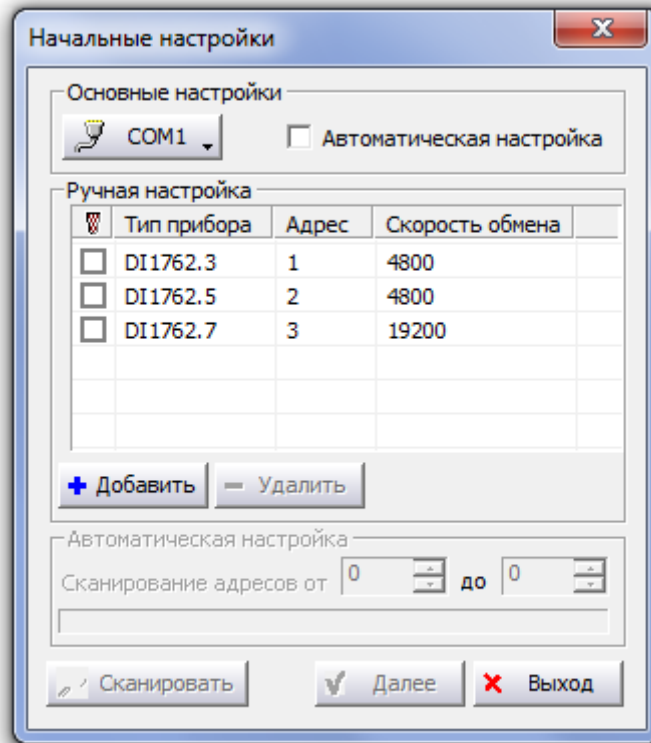 Начальные настройки
Основные настройки
COM1
Автоматическая настройка
Ручная настройка
Тип прибора Адрес Скорость обмена
DI1762.3 1 4800
DI1762.5 2 4800
DI1762.7 3 19200
Добавить Удалить
Автоматическая настройка
Сканирование адресов от 0 до 0
Сканировать Далее Выход